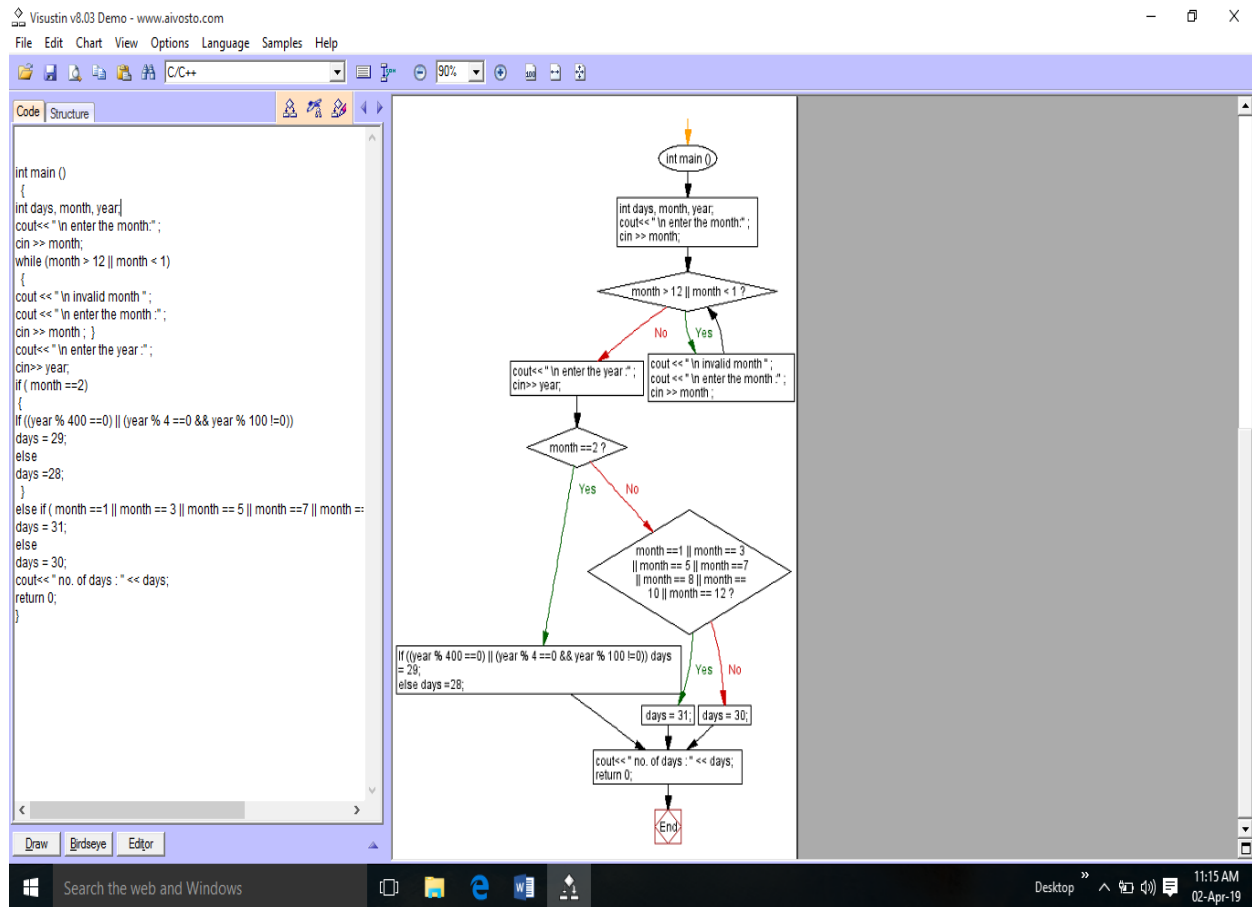 Visustin v8.03 Demo - www.aivosto.com
File Edit Chart View Options Language Samples Help
C/C++
90%
100
Code Structure
int main ()
{
int days, month, year;
cout<< " \n enter the month:" ;
cin >> month;
while (month > 12 || month < 1)
{
cout << " \n invalid month " ;
cout << " \n enter the month :" ;
cin >> month ; }
cout<< " \n enter the year :" ;
cin>> year;
if ( month ==2)
{
If ((year % 400 ==0) || (year % 4 ==0 && year % 100 !=0))
days = 29;
else
days =28;
}
else if ( month ==1 || month == 3 || month == 5 || month ==7 || month =:
days = 31;
else
days = 30;
cout<< " no. of days : " << days;
return 0;
}
Draw Birdseye Editor
int main ()
int days, month, year;
cout<< " \n enter the month:" ;
cin >> month;
month > 12 || month < 1 ?
No Yes
cout<< " \n enter the year :" ;
cin>> year;
cout << " \n invalid month " ;
cout << " \n enter the month :" ;
cin >> month ;
month ==2 ?
Yes No
month ==1 || month == 3
|| month == 5 || month ==7
|| month == 8 || month ==
10 || month == 12 ?
If ((year % 400 ==0) || (year % 4 ==0 && year % 100 !=0)) days
= 29;
else days =28;
Yes No
days = 31; days = 30;
cout<< " no. of days : " << days;
return 0;
End
Search the web and Windows
Desktop
11:15 AM
02-Apr-19